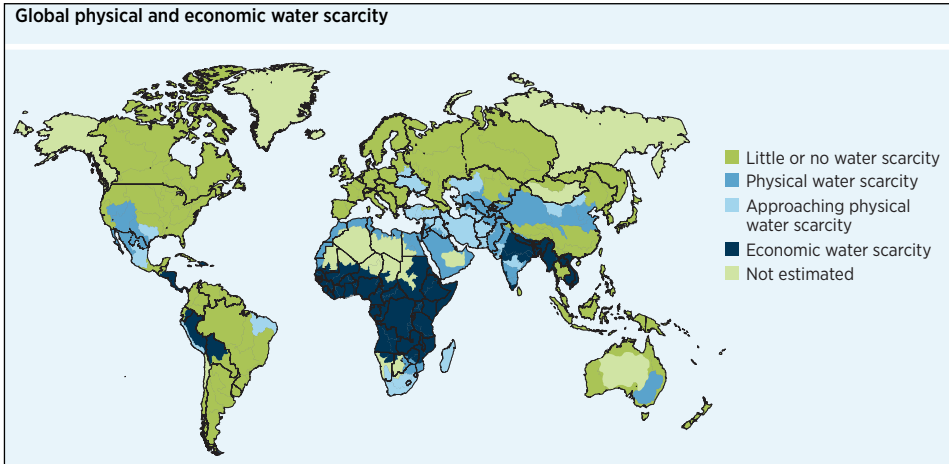 Global physical and economic water scarcity
Little or no water scarcity
Physical water scarcity
Approaching physical
water scarcity
Economic water scarcity
Not estimated